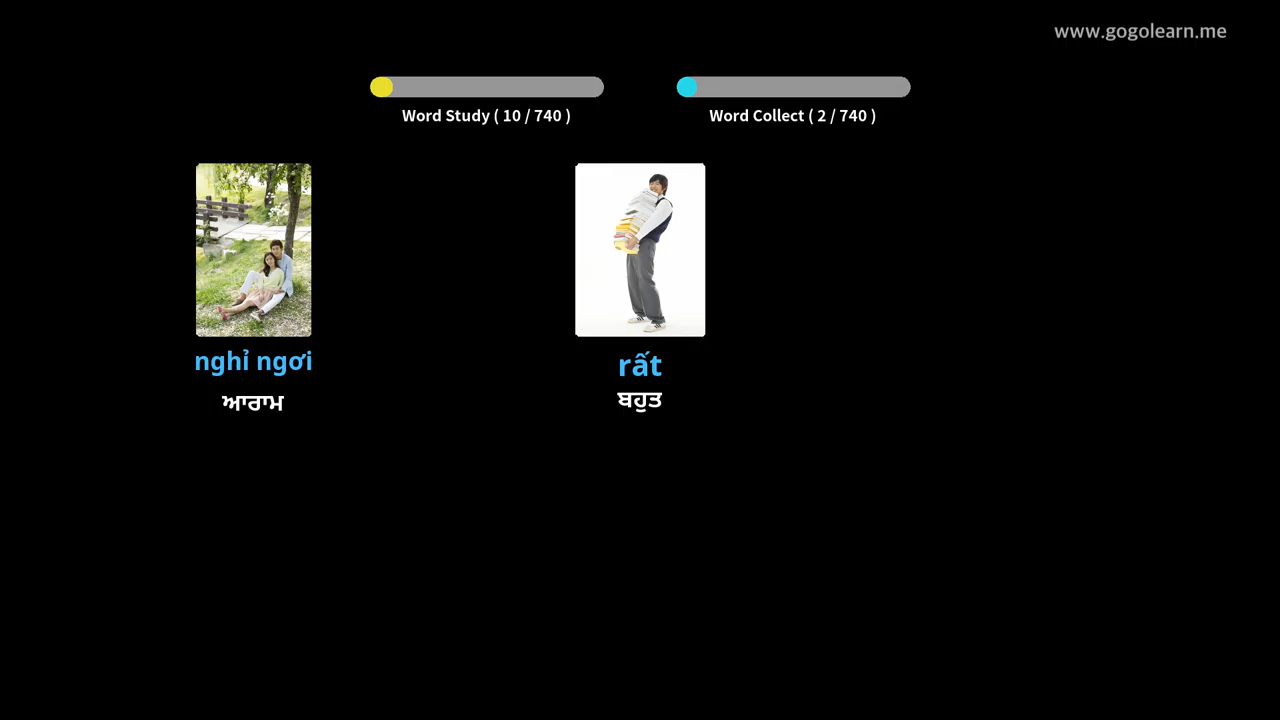 www.gogolearn.me
Word Study ( 10 / 740 )
Word Collect ( 2 / 740 )
nghỉ ngơi
ਆਰਾਮ
rất
ਬਹੁਤ